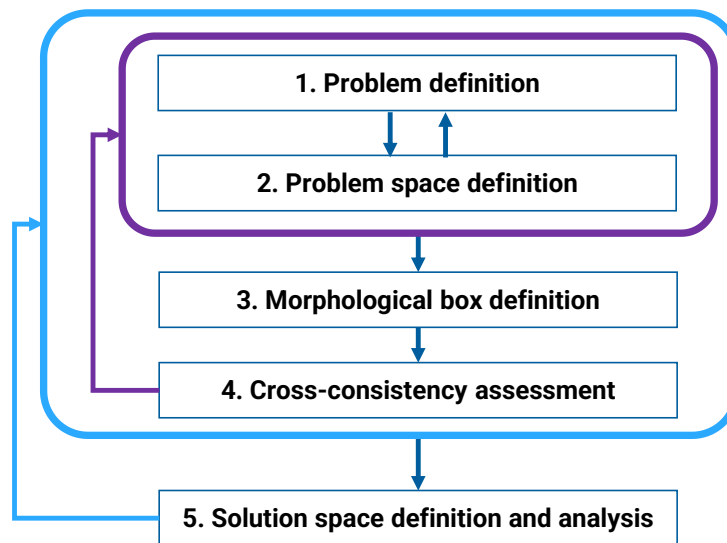 1. Problem definition
2. Problem space definition
3. Morphological box definition
4. Cross-consistency assessment
5. Solution space definition and analysis